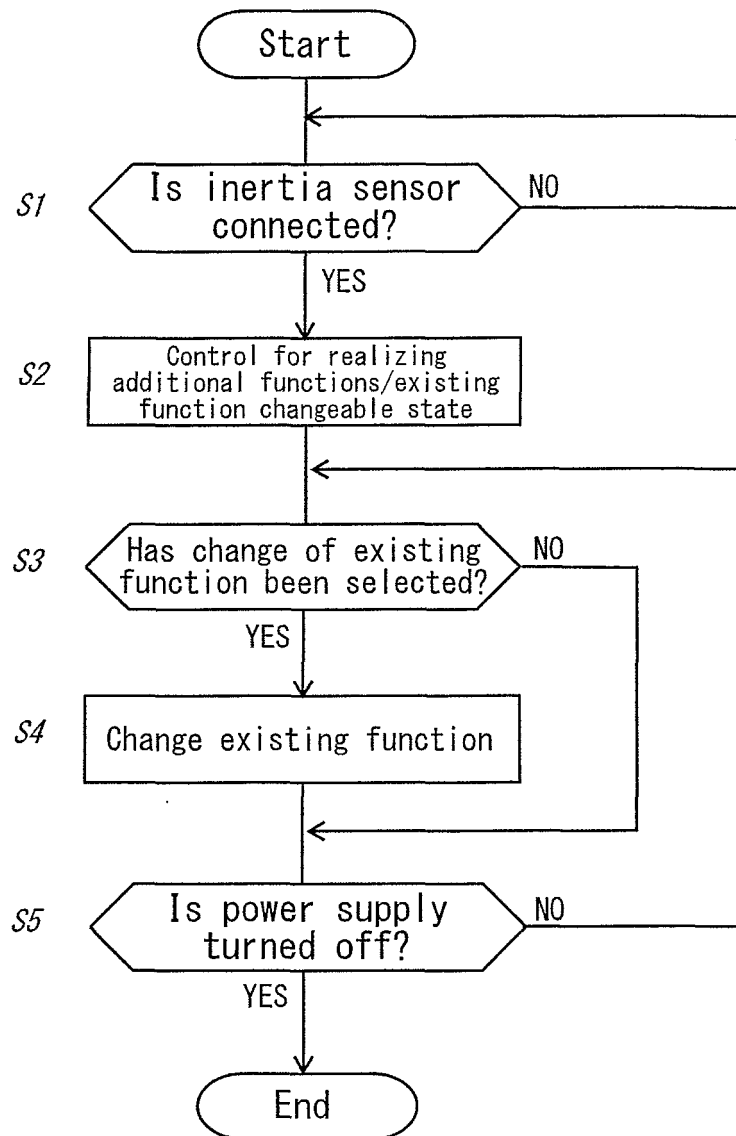 Start
S1
Is inertia sensor
connected?
NO
YES
S2
Control for realizing
additional functions/existing
function changeable state
S3
Has change of existing
function been selected?
NO
YES
S4
Change existing function
S5
Is power supply
turned off?
NO
YES
End